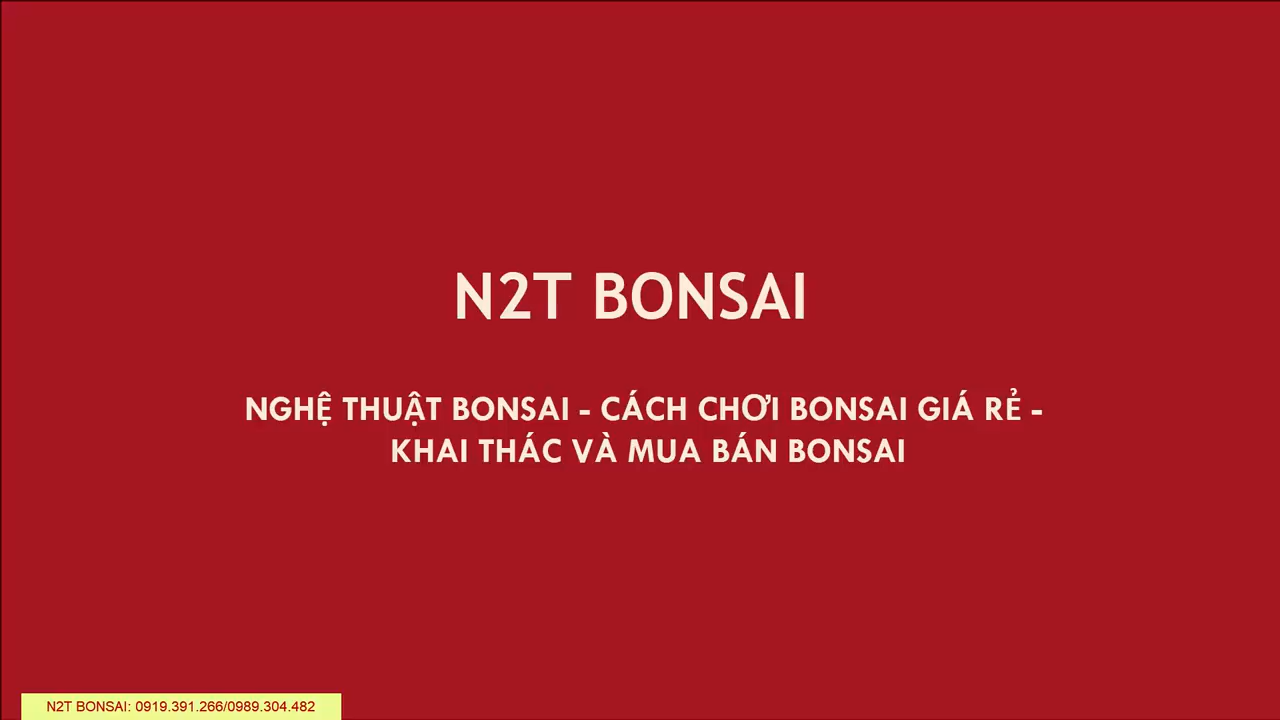 N2T BONSAI
NGHỆ THUẬT BONSAI - CÁCH CHƠI BONSAI GIÁ RẺ -
KHAI THÁC VÀ MUA BÁN BONSAI
N2T BONSAI: 0919.391.266/0989.304.482